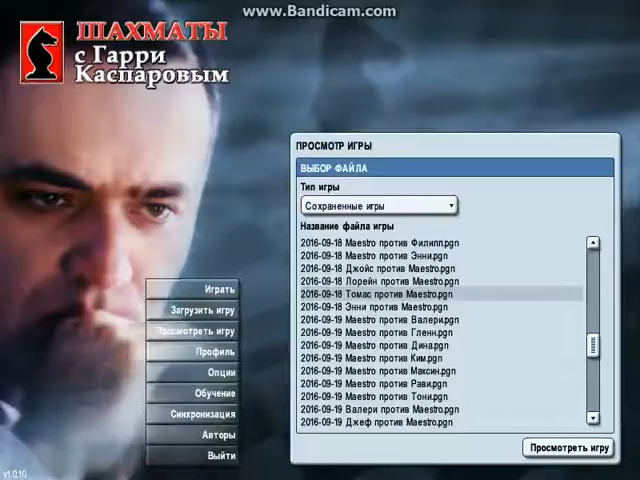 www.Bandicam.com
ШАХМАТЫ
с Гарри
Каспаровым
ПРОСМОТР ИГРЫ
ВЫБОР ФАЙЛА
Тип игры
Сохраненные игры
Название файла игры
2016-09-18 Maestro против Филипп.pgn
2016-09-18 Maestro против Энни.pgn
2016-09-18 Джойс против Maestro.pgn
2016-09-18 Лорейн против Maestro.pgn
2016-09-18 Томас против Maestro.pgn
2016-09-18 Энни против Maestro.pgn
2016-09-19 Maestro против Валери.pgn
2016-09-19 Maestro против Гленн.pgn
2016-09-19 Maestro против Дина.pgn
2016-09-19 Maestro против Ким.pgn
2016-09-19 Maestro против Максин.pgn
2016-09-19 Maestro против Рави.pgn
2016-09-19 Maestro против Тони.pgn
2016-09-19 Валери против Maestro.pgn
2016-09-19 Джеф против Maestro.pgn
Просмотреть игру
Играть
Загрузить игру
Просмотреть игру
Профиль
Опции
Обучение
Синхронизация
Авторы
Выйти
v1.0.10